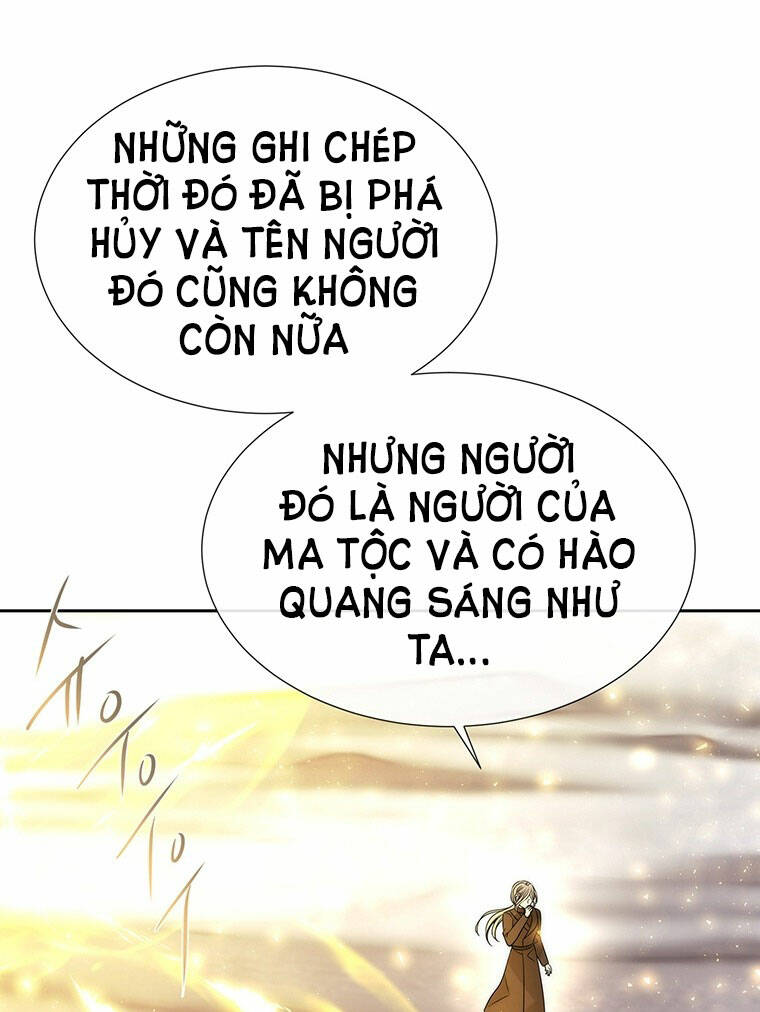 NHỮNG GHI CHÉP
THỜI ĐÓ ĐÃ BỊ PHÁ
HỦY VÀ TÊN NGƯỜI
ĐÓ CŨNG KHÔNG
CÒN NỮA
NHƯNG NGƯỜI
ĐÓ LÀ NGƯỜI CỦA
MA TỘC VÀ CÓ HÀO
QUANG SÁNG NHƯ
TA...